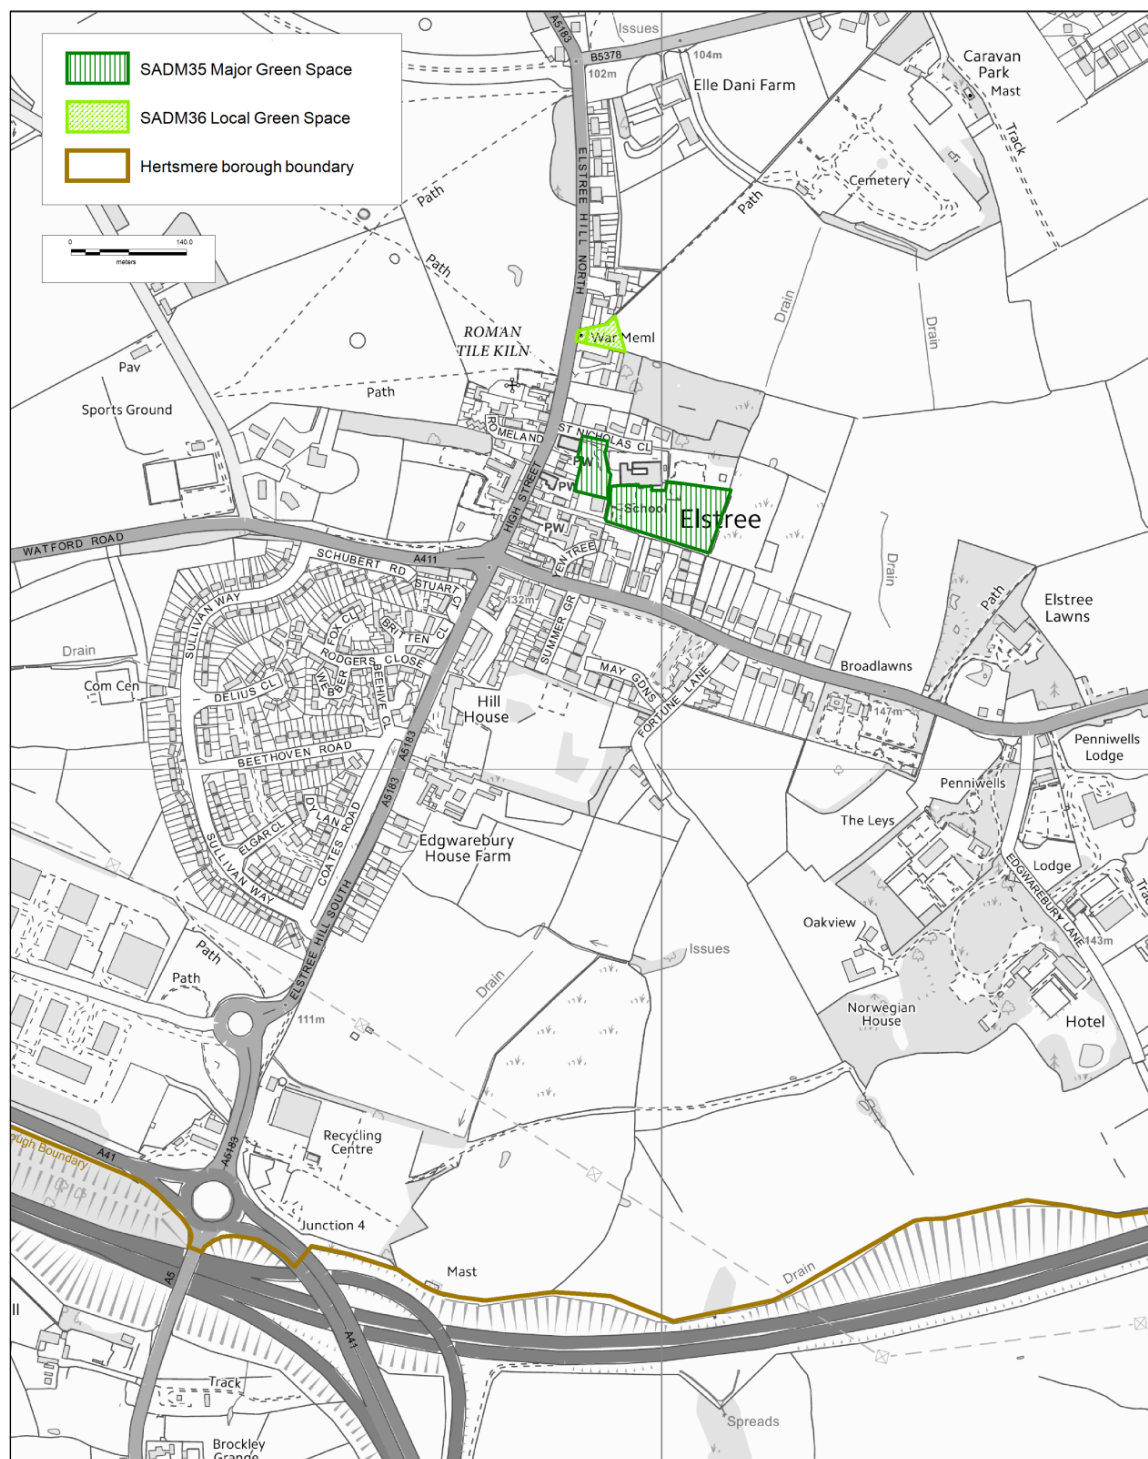 SADM35 Major Green Space
SADM36 Local Green Space
Hertsmere borough boundary
0
140.0
meters
A5183
Issues
B5378
104m
102m
Elle Dani Farm
Caravan
Park
Mast
Track
Cemetery
Path
Path
Path
ELSTREE HILL NORTH
Drain
Drain
ROMAN
TILE KILN
War Meml
Pav
Sports Ground
Path
ROMELAND
ST NICHOLAS CL
HIGH STREET
PW
PW
PW
School
Elstree
WATFORD ROAD
A411
SCHUBERT RD
YEWTREE
STUART CT
132m
SUMMER GR
SULLIVAN WAY
FOX CL
BRITTEN CL
RODGERS CLOSE
WEBBER
BEEHIVE CL
DELIUS CL
Drain
Com Cen
MAY GDNS
FORTUNE LANE
Drain
Path
Elstree
Lawns
Broadlawns
147m
Hill
House
BEETHOVEN ROAD
A5183
A5183
Penniwells
Lodge
Penniwells
The Leys
DYLAN
ELGAR CL
COATES ROAD
SULLIVAN WAY
Edgwarebury
House Farm
Lodge
EDGWAREBURY LANE
ELSTREE HILL SOUTH
Oakview
143m
Path
Path
Issues
Drain
Norwegian
House
Hotel
111m
Recycling
Centre
A41
A5183
Junction 4
Mast
Drain
A5
A41
Track
Brockley
Spreads